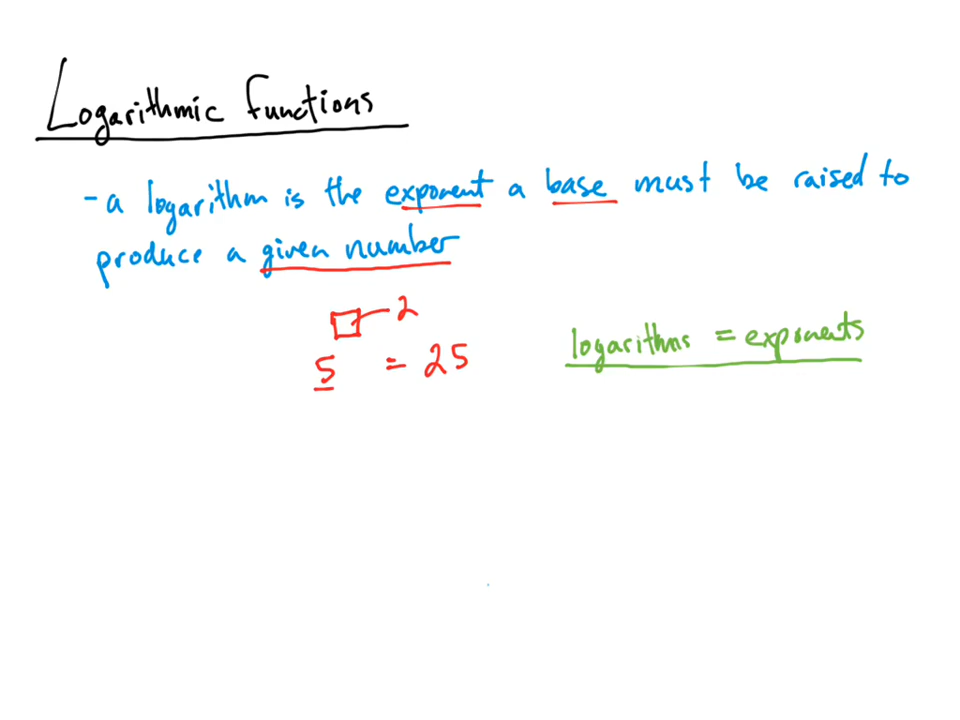 Logarithmic Functions
- a logarithm is the exponent a base must be raised to
produce a given number
□ 2
5 = 25
logarithms = exponents